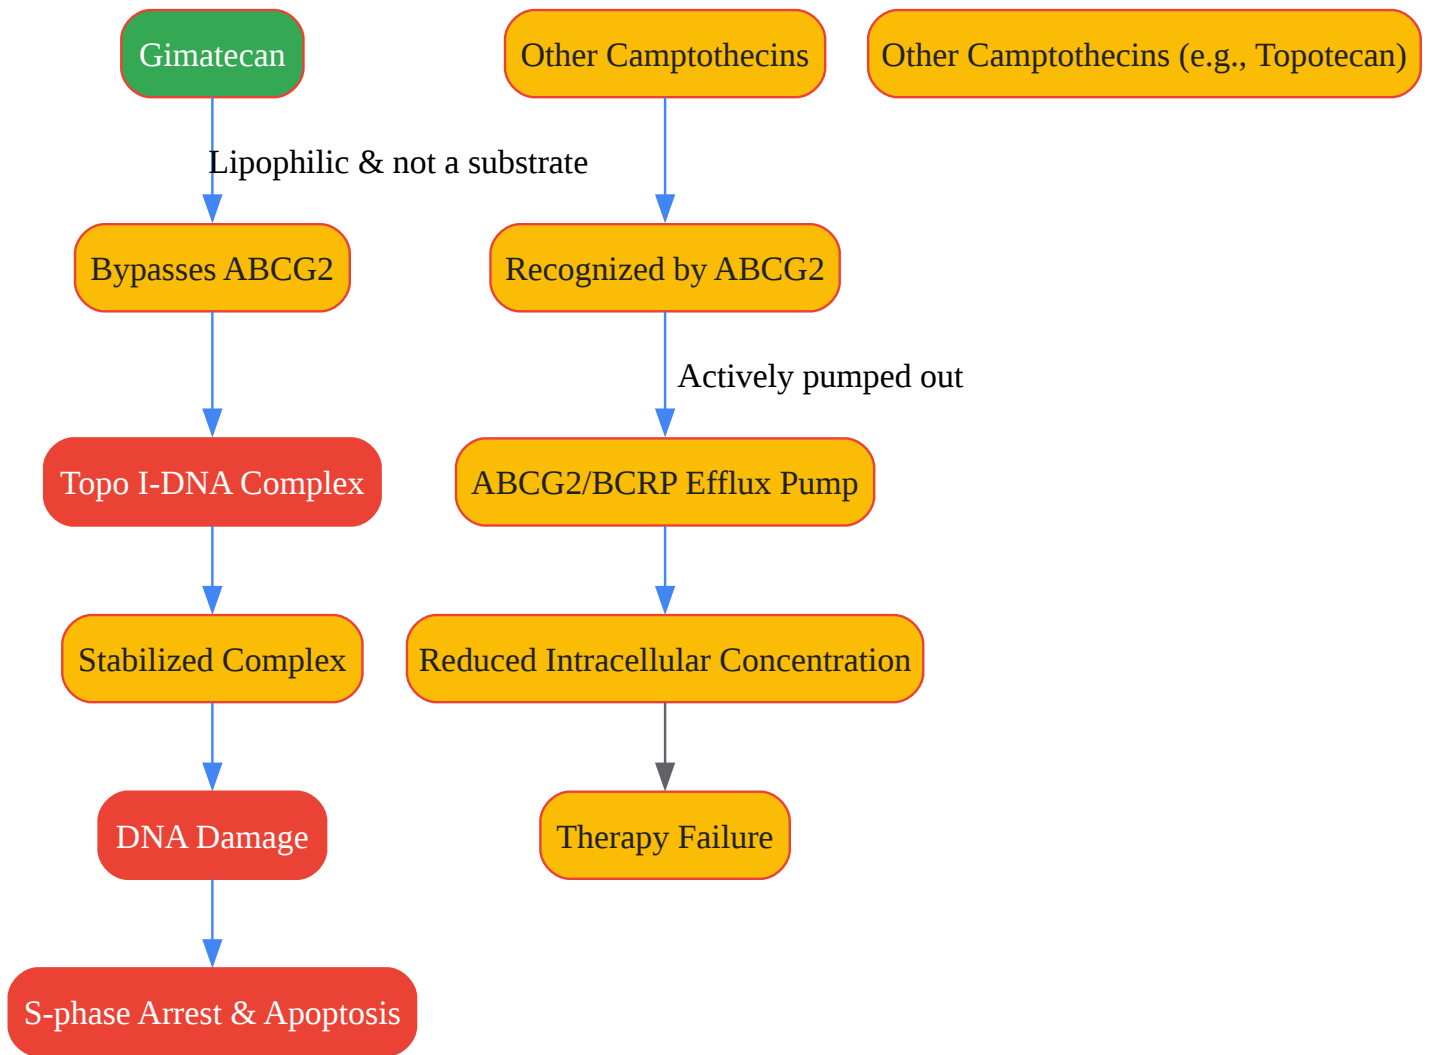 Gimatecan
Other Camptothecins
Other Camptothecins (e.g., Topotecan)
Lipophilic & not a substrate
Bypasses ABCG2
Recognized by ABCG2
Actively pumped out
Topo I-DNA Complex
ABCG2/BCRP Efflux Pump
Stabilized Complex
Reduced Intracellular Concentration
DNA Damage
Therapy Failure
S-phase Arrest & Apoptosis